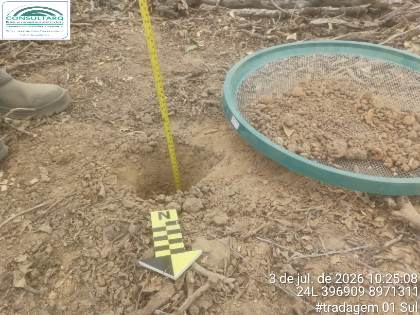 CONSULTARQ
N
3 de jul. de 2026 10:25:08
24L 396909 8971311
#tradagem 01 Sul